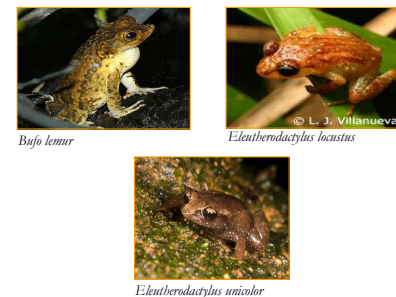 © L. J. Villanueva
Bufo lemur
Eleutherodactylus locustus
Eleutherodactylus unicolor